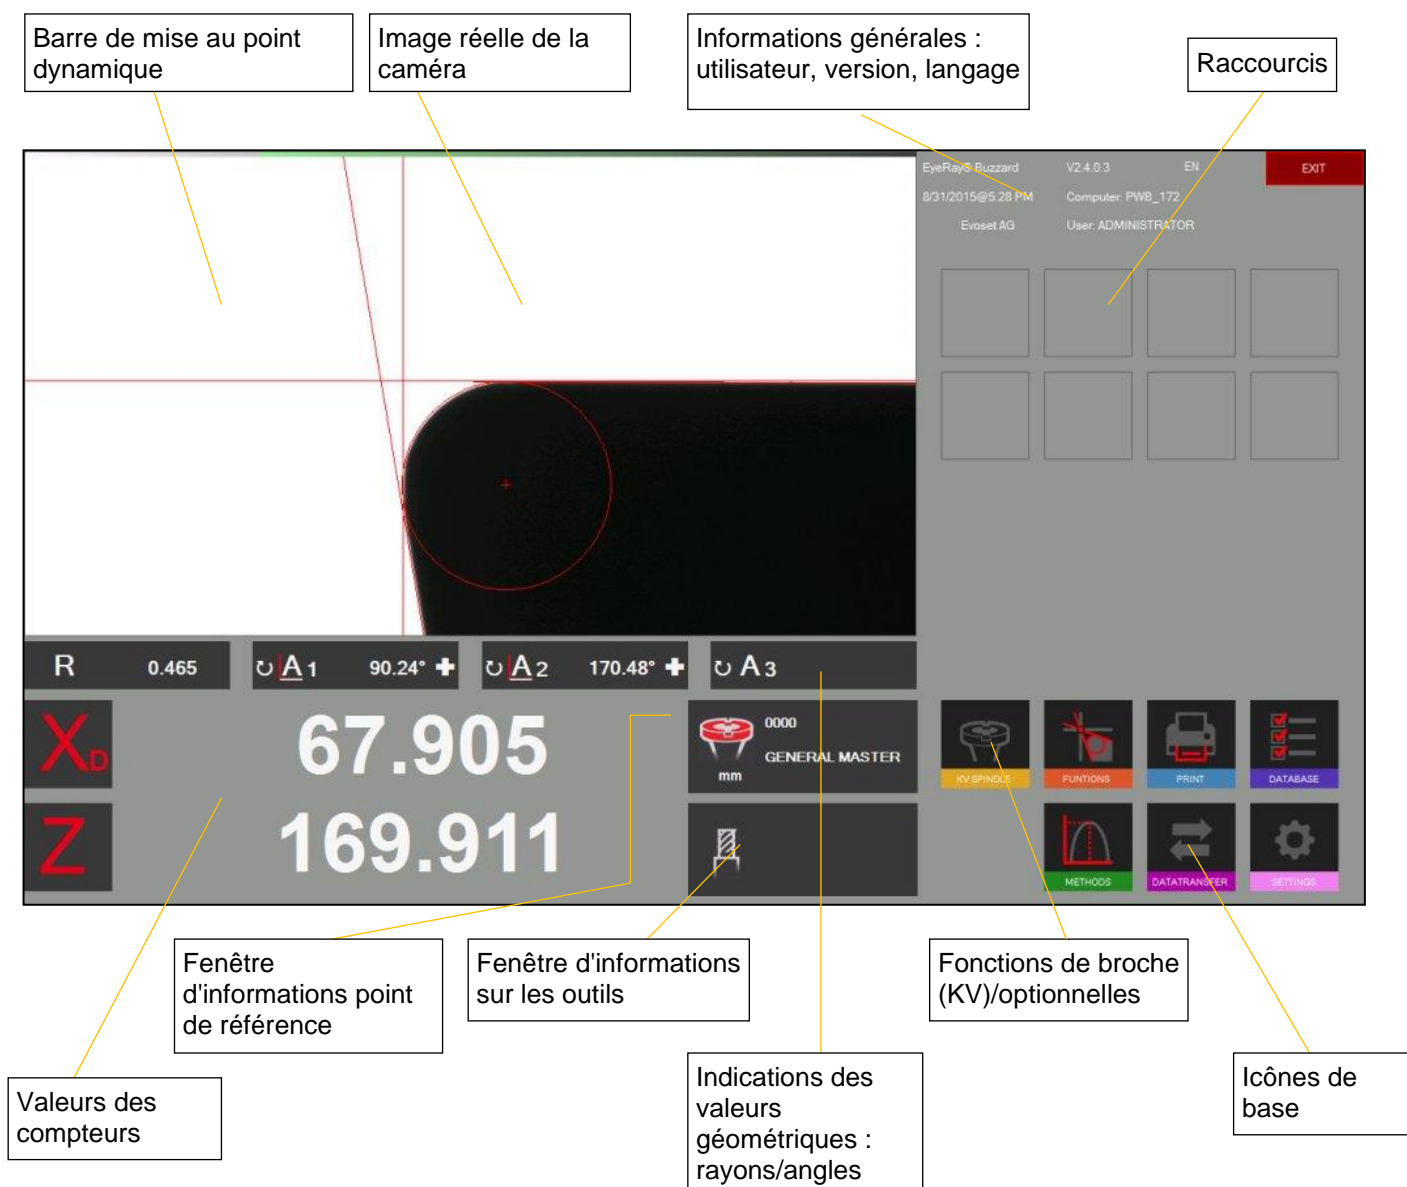 Barre de mise au point
dynamique
Image réelle de la
caméra
Informations générales :
utilisateur, version, langage
Raccourcis
EyeRay® Buzzard V2.4.0.3 EN EXIT
8/31/2015@5:28 PM Computer: PWB_172
Evoset AG User: ADMINISTRATOR
R 0.465 A 1 90.24° A 2 170.48° A 3
XD 67.905
0000
GENERAL MASTER
mm
Z 169.911
KV SPINDLE FUNTIONS PRINT DATABASE
METHODS DATATRANSFER SETTINGS
Fenêtre
d'informations point
de référence
Fenêtre d'informations
sur les outils
Fonctions de broche
(KV)/optionnelles
Valeurs des
compteurs
Indications des
valeurs
géométriques :
rayons/angles
Icônes de
base